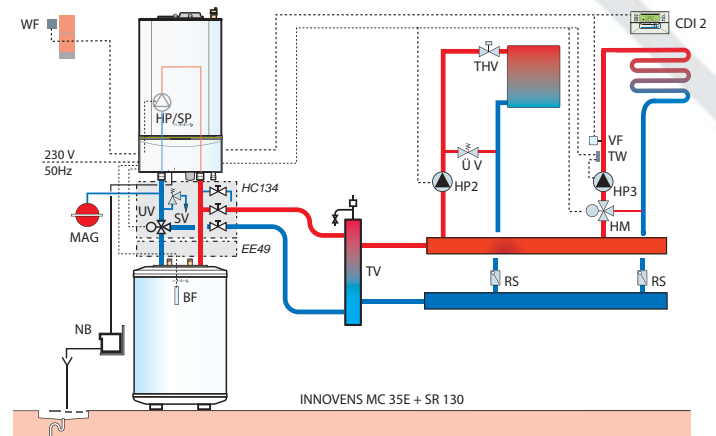 WF
CDI 2
THV
HP/SP
VF
TW
230 V
50Hz
Ü V
HP2
HP3
HC134
UV
SV
HM
MAG
EE49
TV
RS
RS
BF
NB
INNOVENS MC 35E + SR 130